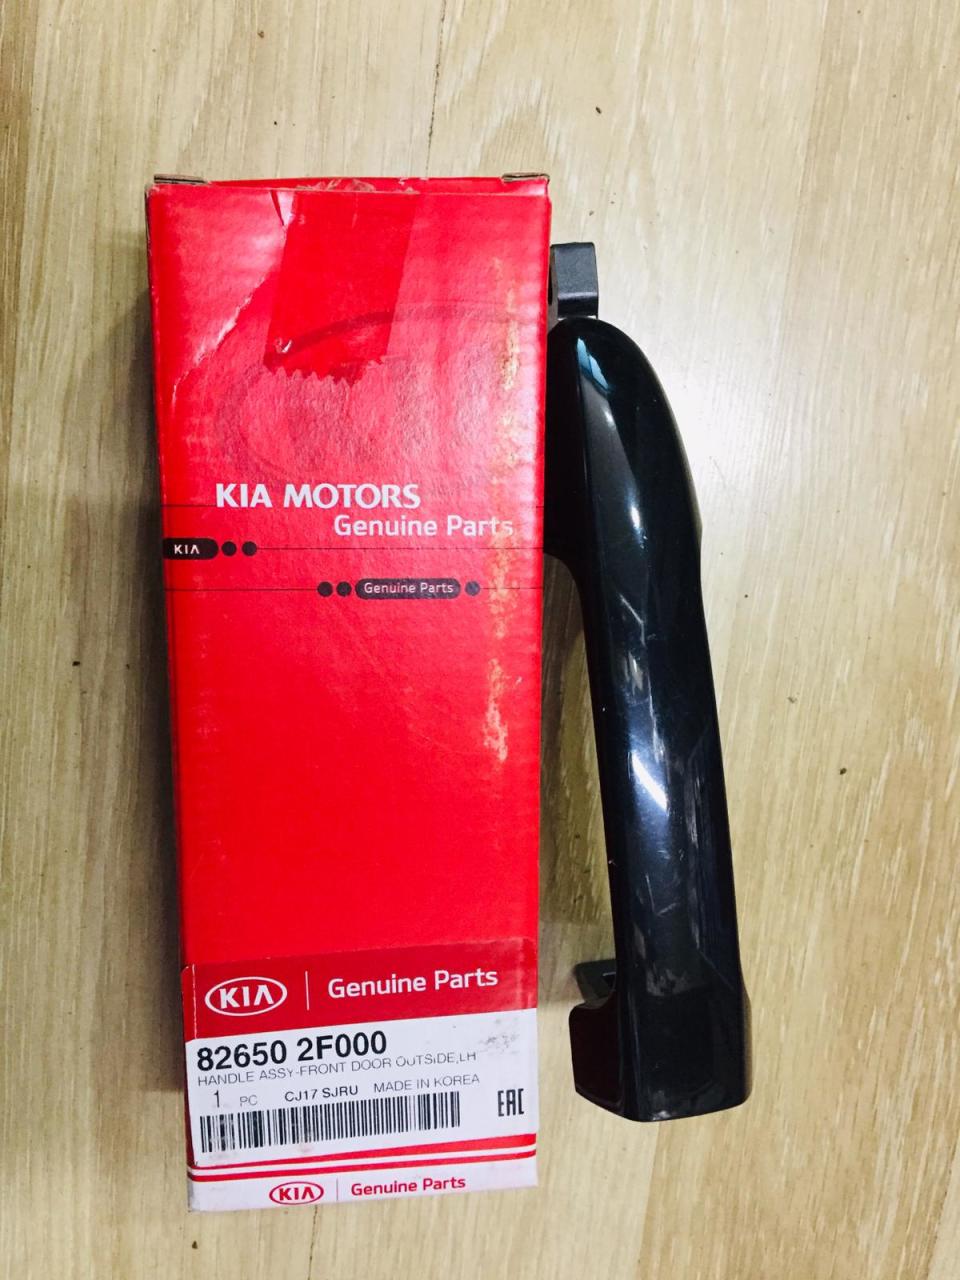 KIA MOTORS
Genuine Parts
KIA
Genuine Parts
KIA Genuine Parts
82650 2F000
HANDLE ASSY-FRONT DOOR OUTSIDE,LH
1 PC CJ17 SJRU MADE IN KOREA
EAC
KIA Genuine Parts